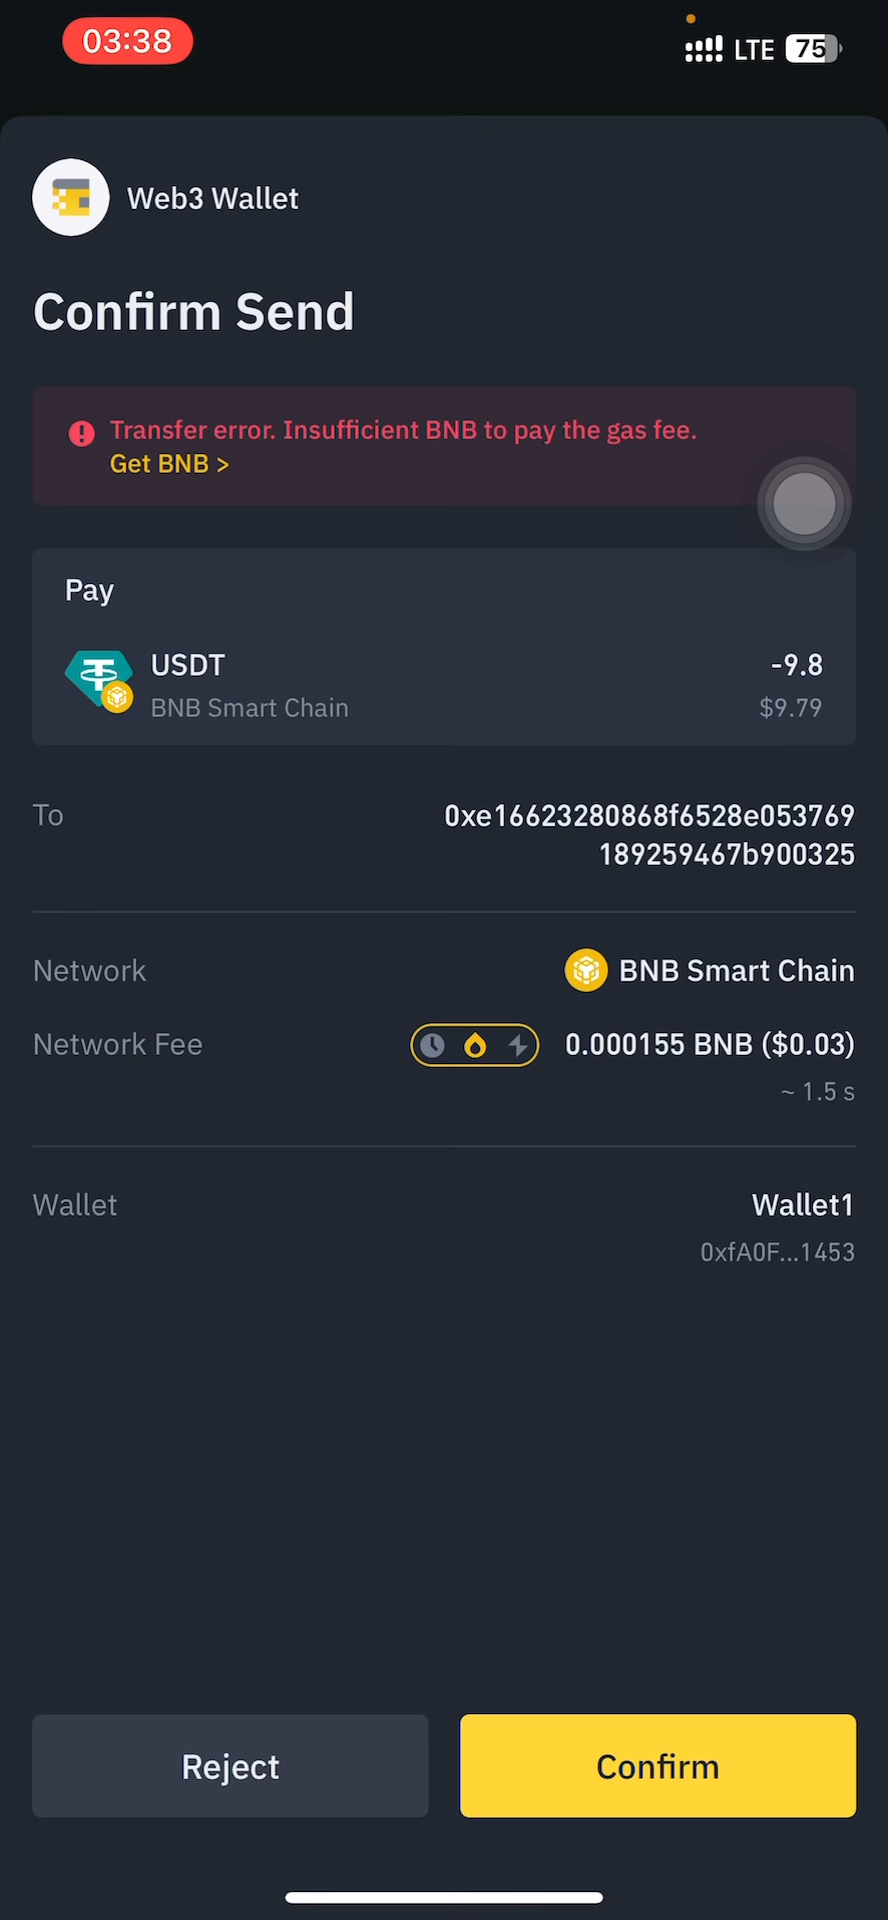 03:38
LTE 75
Web3 Wallet
Confirm Send
Transfer error. Insufficient BNB to pay the gas fee.
Get BNB >
Pay
USDT -9.8
BNB Smart Chain $9.79
To 0xe16623280868f6528e053769
189259467b900325
Network BNB Smart Chain
Network Fee 0.000155 BNB ($0.03)
~ 1.5 s
Wallet Wallet1
0xfA0F...1453
Reject Confirm